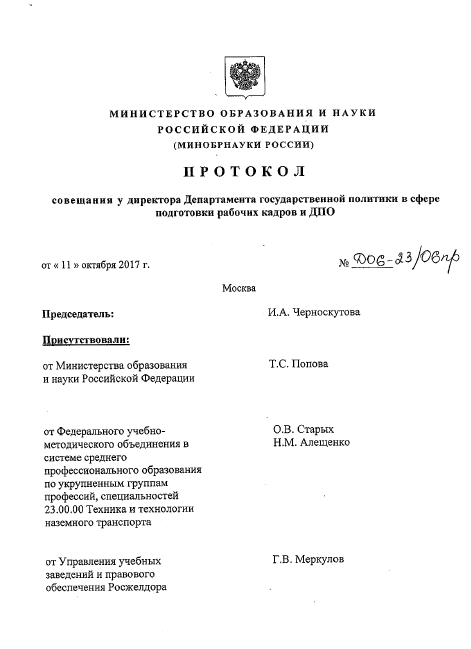 МИНИСТЕРСТВО ОБРАЗОВАНИЯ И НАУКИ
РОССИЙСКОЙ ФЕДЕРАЦИИ
(МИНОБРНАУКИ РОССИИ)
ПРОТОКОЛ
совещания у директора Департамента государственной политики в сфере
подготовки рабочих кадров и ДПО
от « 11 » октября 2017 г. № Д06-23/06пр
Москва
Председатель: И.А. Черноскутова
Присутствовали:
от Министерства образования Т.С. Попова
и науки Российской Федерации
от Федерального учебно- О.В. Старых
методического объединения в Н.М. Алещенко
системе среднего
профессионального образования
по укрупненным группам
профессий, специальностей
23.00.00 Техника и технологии
наземного транспорта
от Управления учебных Г.В. Меркулов
заведений и правового
обеспечения Росжелдора